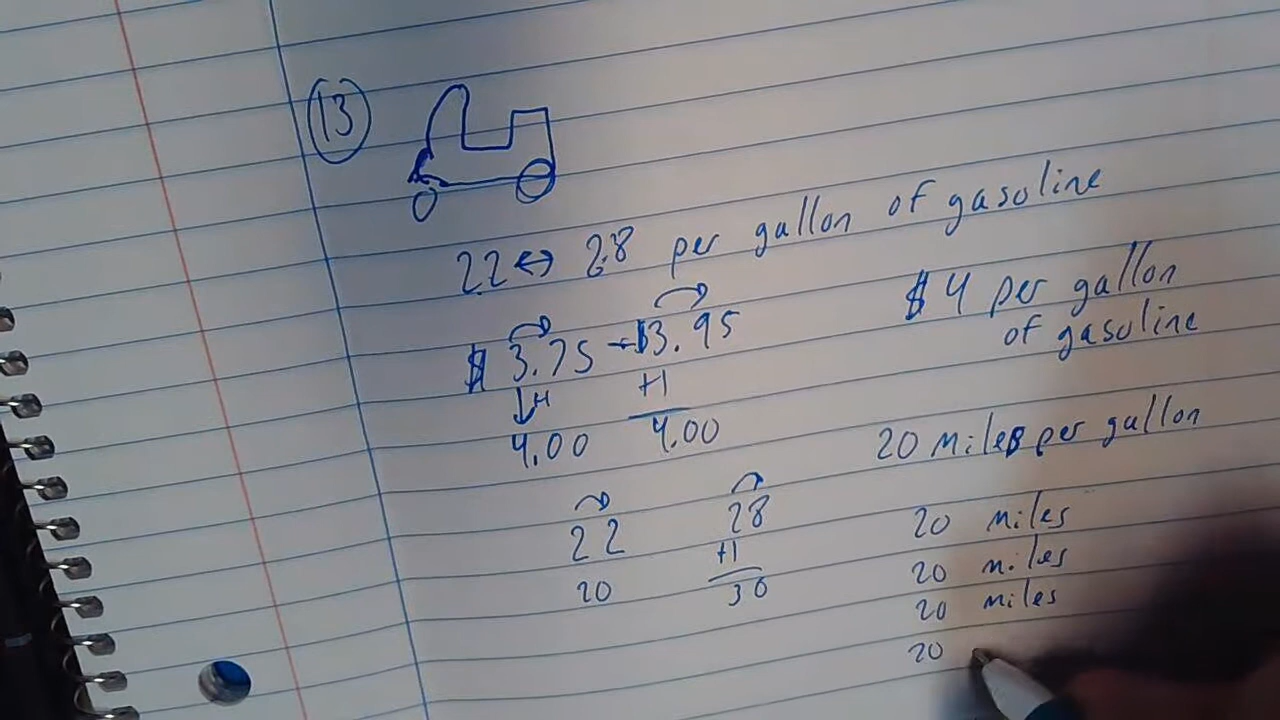 13
22 ↔ 28 per gallon of gasoline
$ 3.75 - $3.95
+1 +1
4.00 4.00
$4 per gallon
of gasoline
20 miles per gallon
22 28
+1
20 30
20 miles
20 miles
20 miles
20